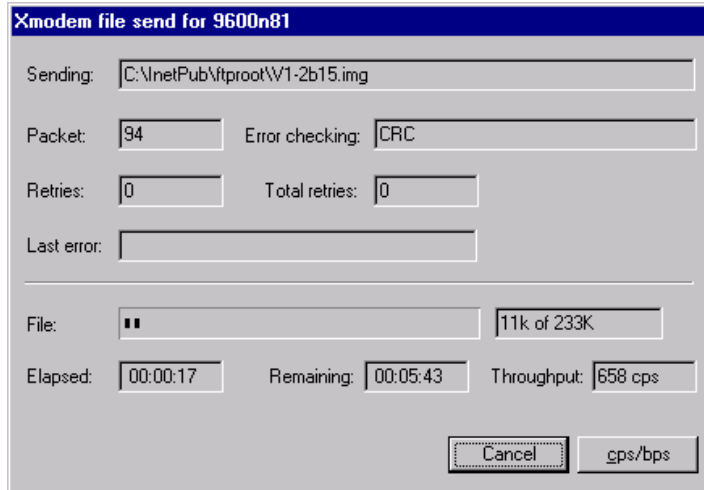 Xmodem file send for 9600n81
Sending: C:\InetPub\ftproot\V1-2b15.img
Packet: 94 Error checking: CRC
Retries: 0 Total retries: 0
Last error:
File: 11k of 233K
Elapsed: 00:00:17 Remaining: 00:05:43 Throughput: 658 cps
Cancel cps/bps